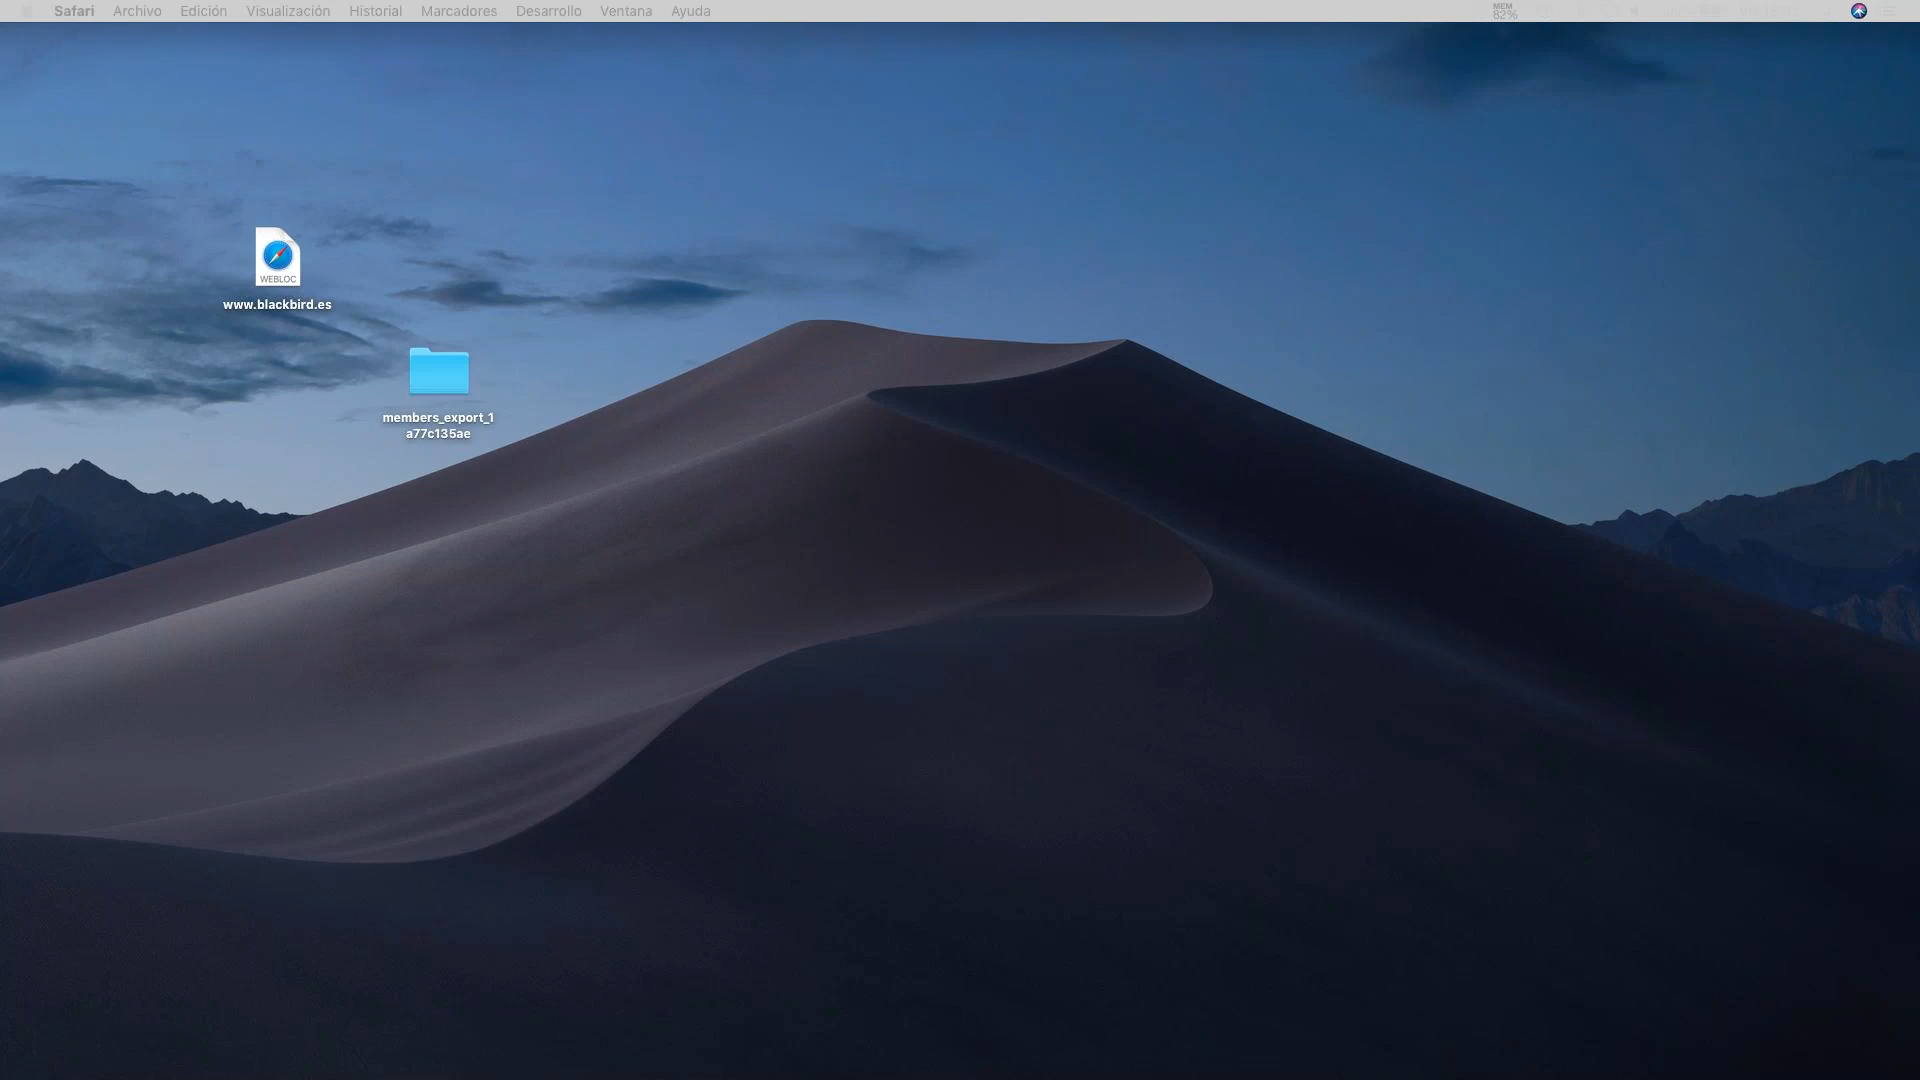 Safari Archivo Edición Visualización Historial Marcadores Desarrollo Ventana Ayuda
MEM
82%
WEBLOC
www.blackbird.es
members_export_1
a77c135ae